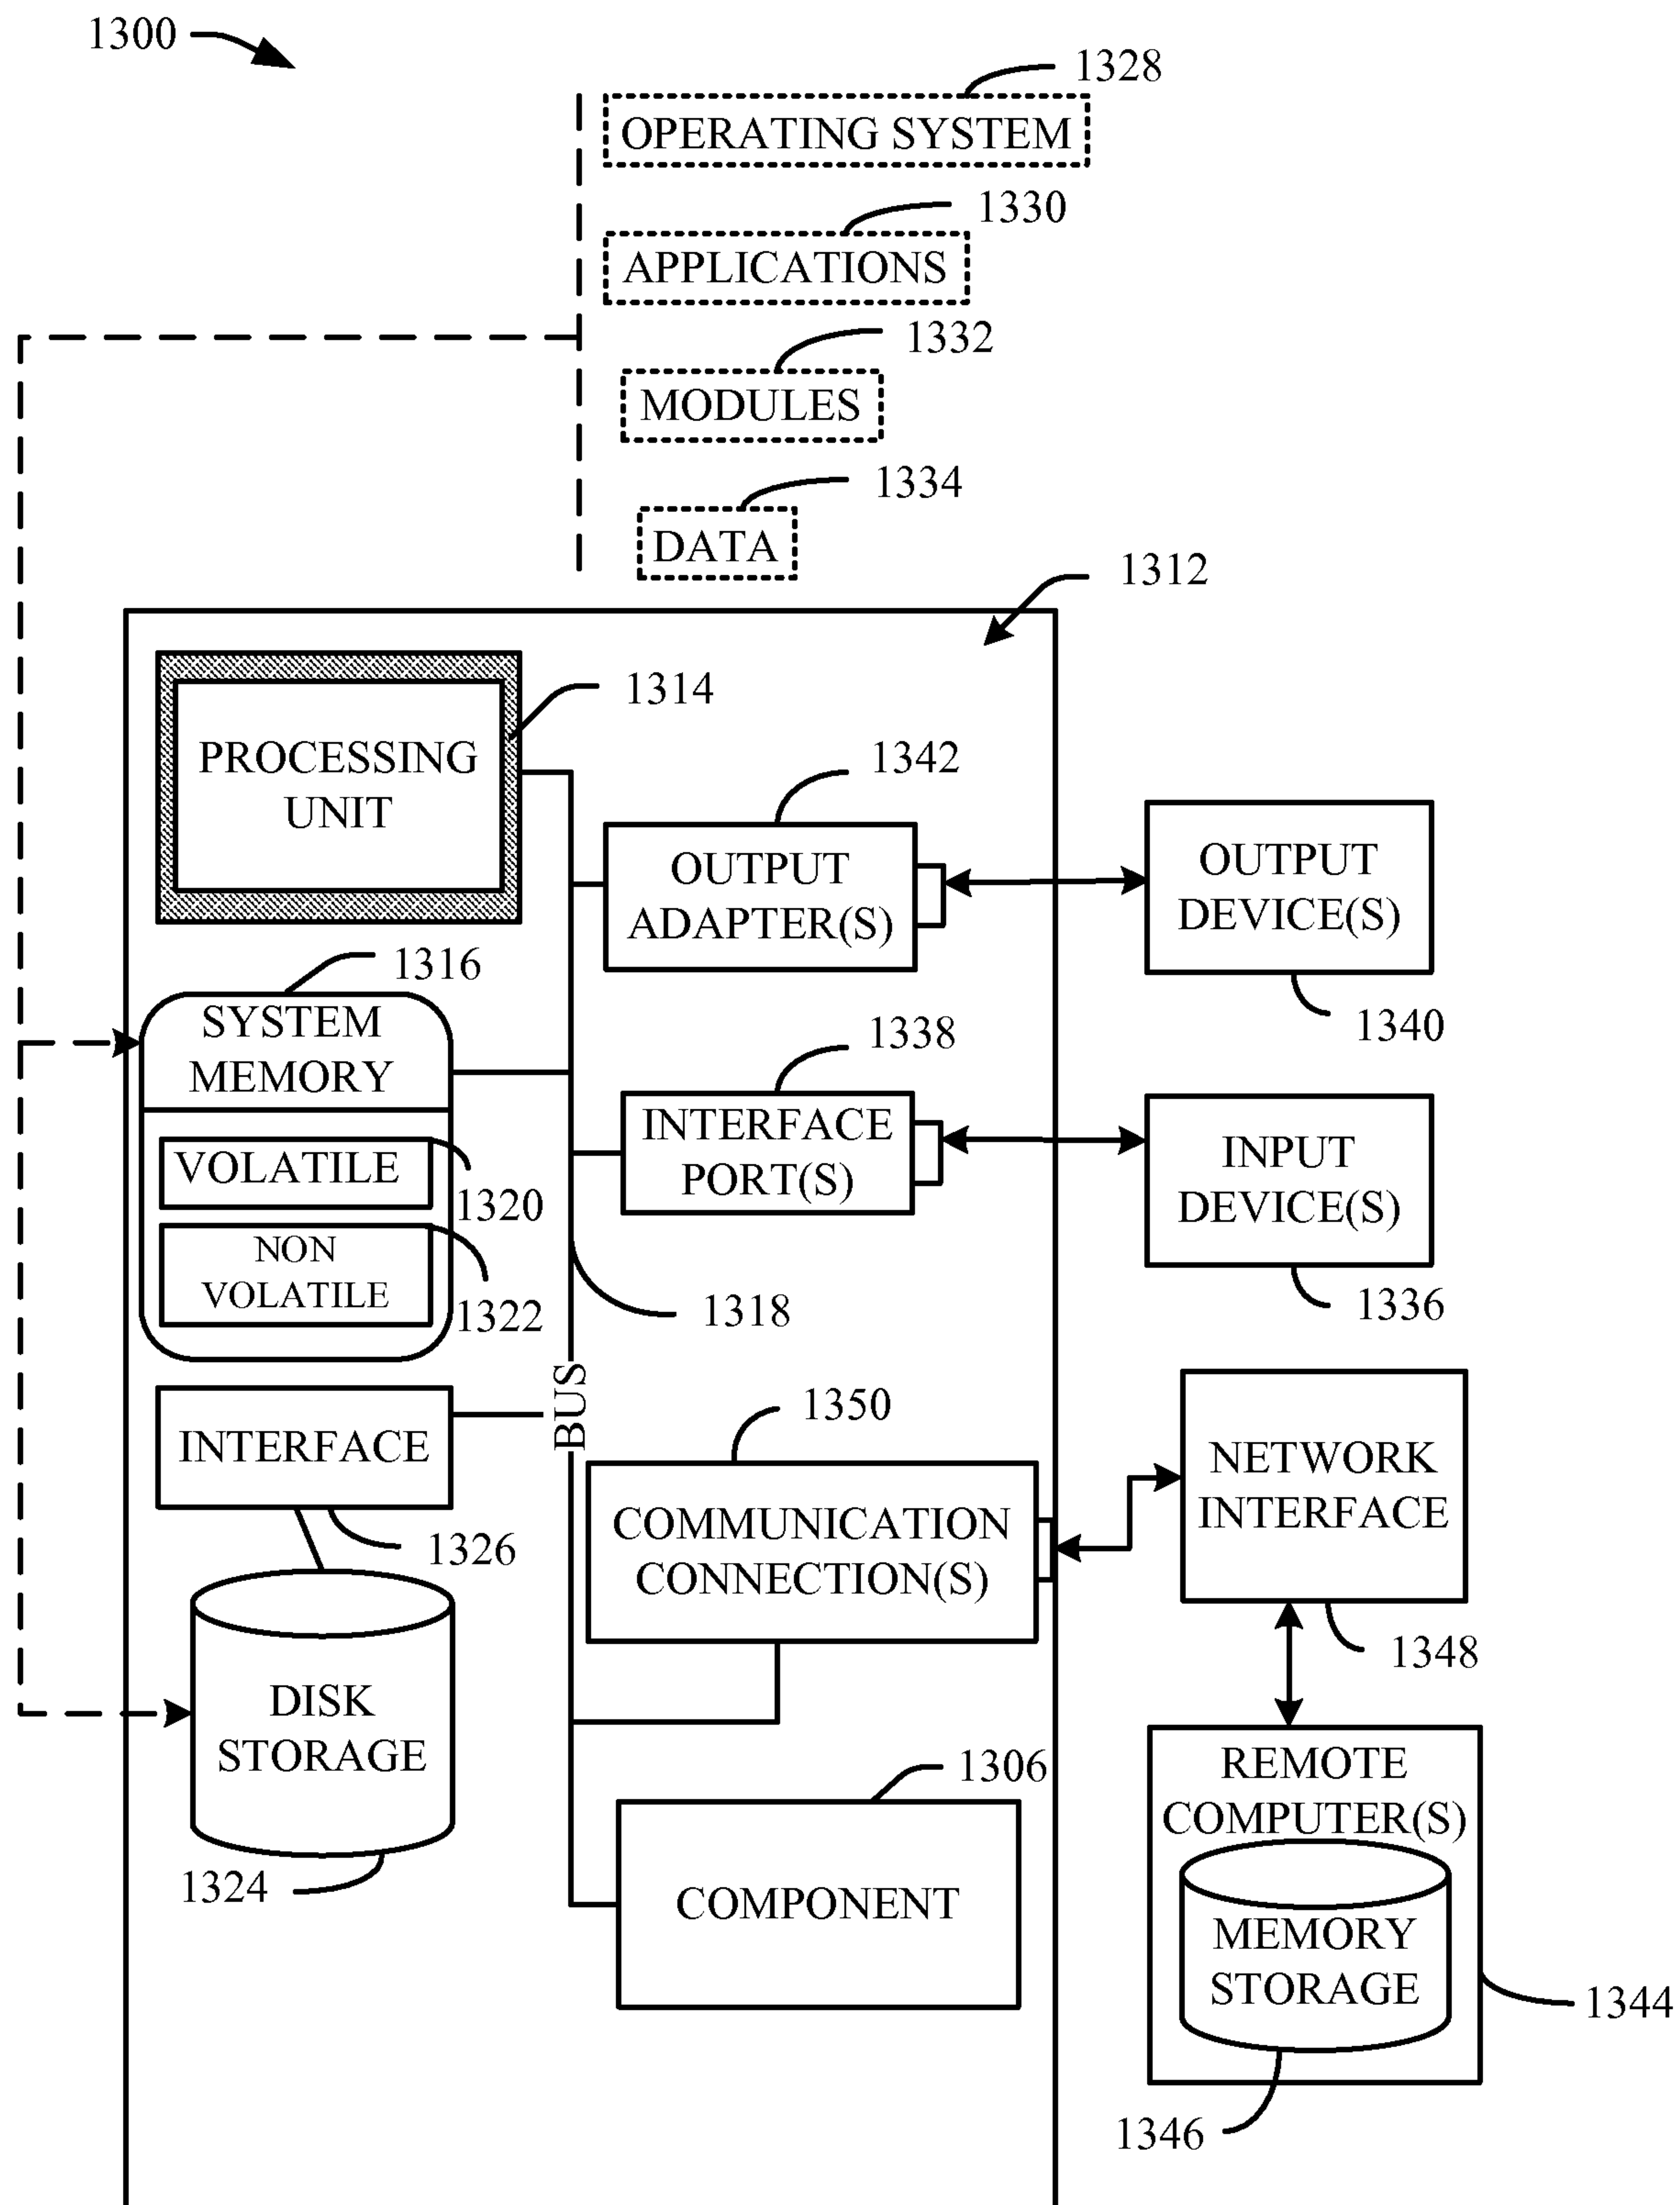 1300
1328
OPERATING SYSTEM
1330
APPLICATIONS
1332
MODULES
1334
DATA
1312
1314
PROCESSING
UNIT
1342
OUTPUT
ADAPTER(S)
OUTPUT
DEVICE(S)
1340
1316
SYSTEM
MEMORY
VOLATILE
1320
NON
VOLATILE
1322
1338
INTERFACE
PORT(S)
INPUT
DEVICE(S)
1336
1318
BUS
INTERFACE
1326
1350
COMMUNICATION
CONNECTION(S)
NETWORK
INTERFACE
1348
DISK
STORAGE
1324
1306
COMPONENT
REMOTE
COMPUTER(S)
MEMORY
STORAGE
1344
1346